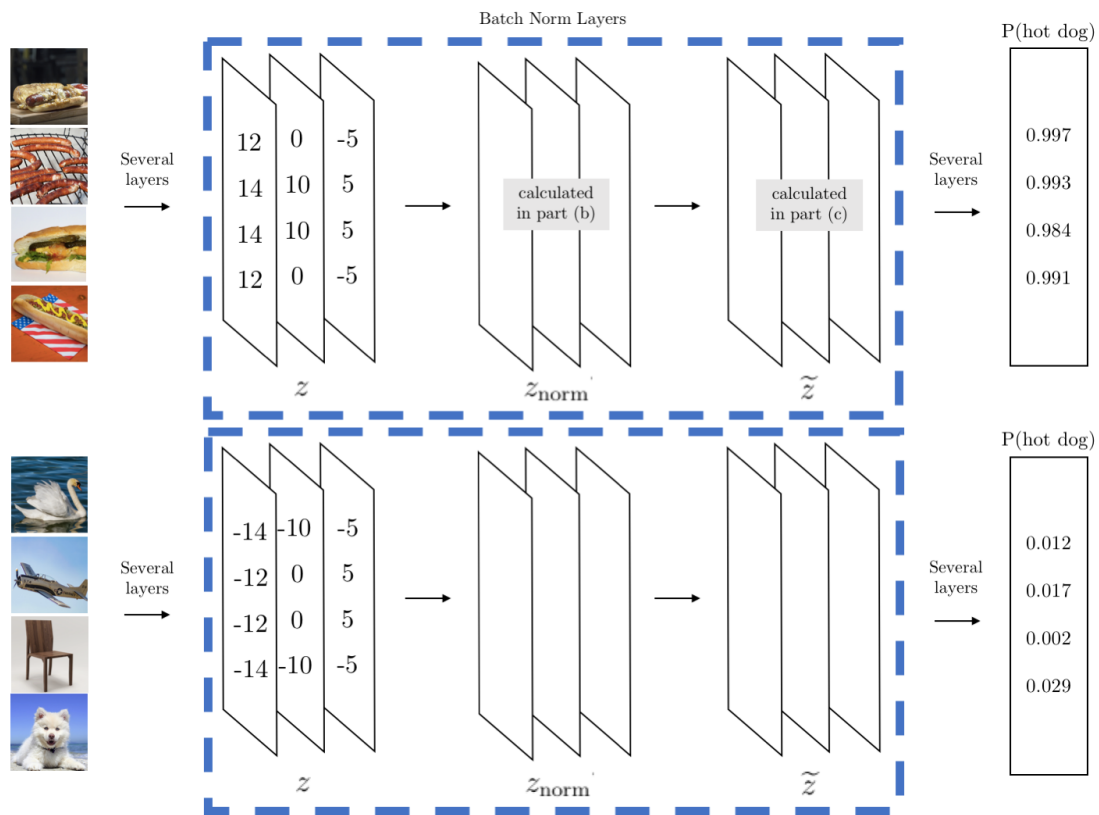 Batch Norm Layers
P(hot dog)
Several
layers
12 0 -5
14 10 5
14 10 5
12 0 -5
calculated
in part (b)
calculated
in part (c)
Several
layers
0.997
0.993
0.984
0.991
z
z_norm
z̃
P(hot dog)
Several
layers
-14 -10 -5
-12 0 5
-12 0 5
-14 -10 -5
Several
layers
0.012
0.017
0.002
0.029
z
z_norm
z̃